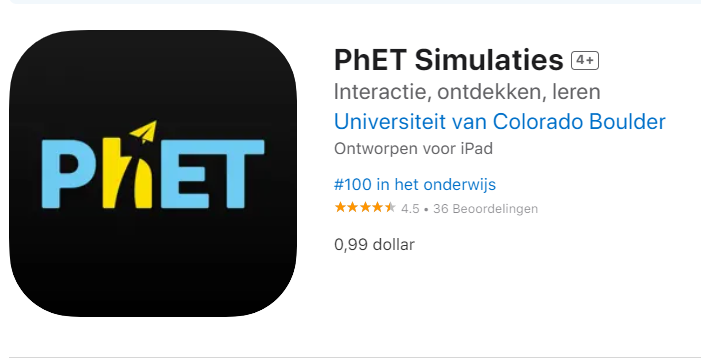 PhET
PhET Simulaties 4+
Interactie, ontdekken, leren
Universiteit van Colorado Boulder
Ontworpen voor iPad
#100 in het onderwijs
4.5 • 36 Beoordelingen
0,99 dollar